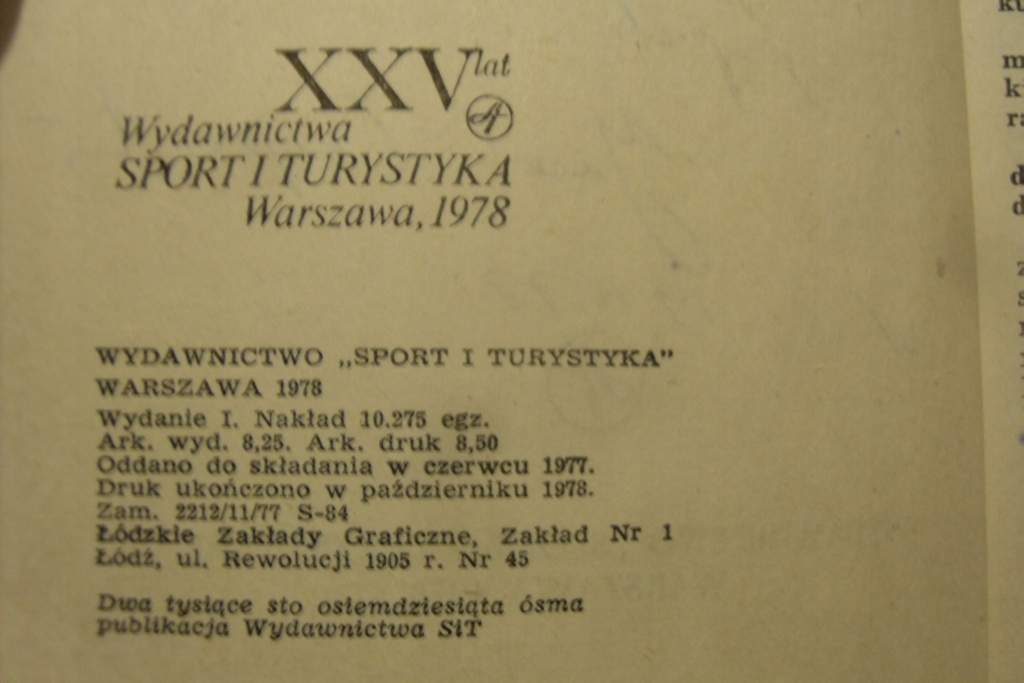 XXV lat
Wydawnictwa
SPORT I TURYSTYKA
Warszawa, 1978
WYDAWNICTWO „SPORT I TURYSTYKA”
WARSZAWA 1978
Wydanie I. Nakład 10.275 egz.
Ark. wyd. 8,25. Ark. druk 8,50
Oddano do składania w czerwcu 1977.
Druk ukończono w październiku 1978.
Zam. 2212/11/77 S-84
Łódzkie Zakłady Graficzne, Zakład Nr 1
Łódź, ul. Rewolucji 1905 r. Nr 45
Dwa tysiące sto osiemdziesiąta ósma
publikacja Wydawnictwa SiT